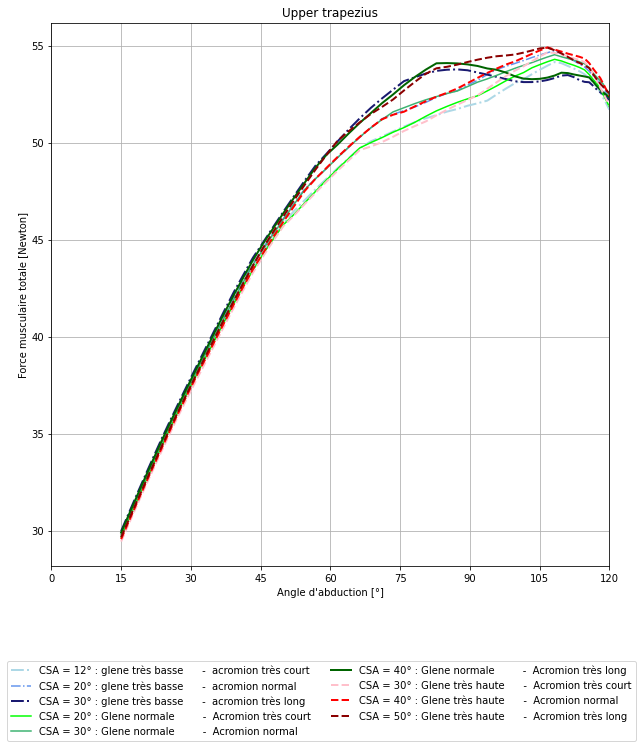 Upper trapezius
Force musculaire totale [Newton]
55
50
45
40
35
30
0 15 30 45 60 75 90 105 120
Angle d'abduction [°]
CSA = 12° : glene très basse - acromion très court
CSA = 20° : glene très basse - acromion normal
CSA = 30° : glene très basse - acromion très long
CSA = 20° : Glene normale - Acromion très court
CSA = 30° : Glene normale - Acromion normal
CSA = 40° : Glene normale - Acromion très long
CSA = 30° : Glene très haute - Acromion très court
CSA = 40° : Glene très haute - Acromion normal
CSA = 50° : Glene très haute - Acromion très long